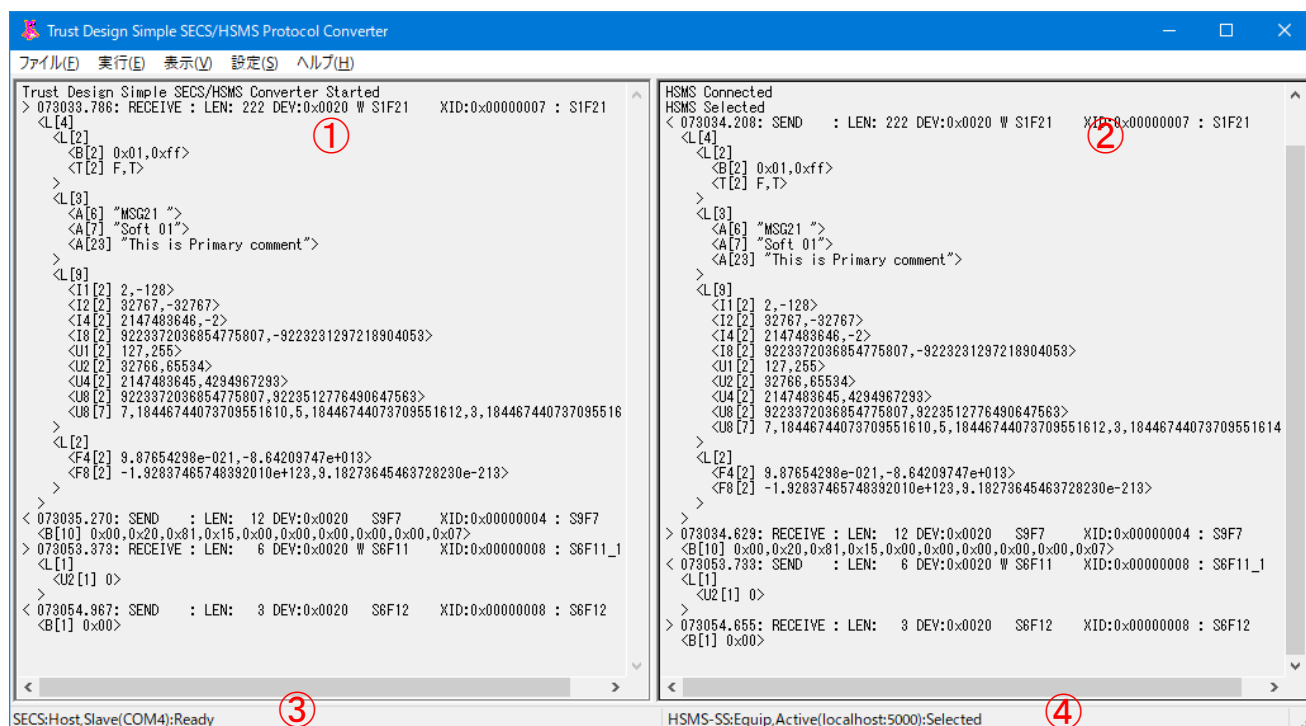 Trust Design Simple SECS/HSMS Protocol Converter
ファイル(F) 実行(E) 表示(V) 設定(S) ヘルプ(H)
Trust Design Simple SECS/HSMS Converter Started
> 073033.786: RECEIVE : LEN: 222 DEV:0x0020 W S1F21 XID:0x00000007 : S1F21
<L[4]
<L[2]
<B[2] 0x01,0xff>
<T[2] F,T>
>
<L[3]
<A[6] "MSG21 ">
<A[7] "Soft 01">
<A[23] "This is Primary comment">
>
<L[9]
<I1[2] 2,-128>
<I2[2] 32767,-32767>
<I4[2] 2147483646,-2>
<I8[2] 9223372036854775807,-9223231297218904053>
<U1[2] 127,255>
<U2[2] 32766,65534>
<U4[2] 2147483645,4294967293>
<U8[2] 9223372036854775807,9223512776490647563>
<U8[7] 7,18446744073709551610,5,18446744073709551612,3,184467440737095516
>
<L[2]
<F4[2] 9.87654298e-021,-8.64209747e+013>
<F8[2] -1.92837465748392010e+123,9.18273645463728230e-213>
>
>
< 073035.270: SEND : LEN: 12 DEV:0x0020 S9F7 XID:0x00000004 : S9F7
<B[10] 0x00,0x20,0x81,0x15,0x00,0x00,0x00,0x00,0x00,0x07>
> 073053.373: RECEIVE : LEN: 6 DEV:0x0020 W S6F11 XID:0x00000008 : S6F11_1
<L[1]
<U2[1] 0>
>
< 073054.967: SEND : LEN: 3 DEV:0x0020 S6F12 XID:0x00000008 : S6F12
<B[1] 0x00>
①
HSMS Connected
HSMS Selected
< 073034.208: SEND : LEN: 222 DEV:0x0020 W S1F21 XID:0x00000007 : S1F21
<L[4]
<L[2]
<B[2] 0x01,0xff>
<T[2] F,T>
>
<L[3]
<A[6] "MSG21 ">
<A[7] "Soft 01">
<A[23] "This is Primary comment">
>
<L[9]
<I1[2] 2,-128>
<I2[2] 32767,-32767>
<I4[2] 2147483646,-2>
<I8[2] 9223372036854775807,-9223231297218904053>
<U1[2] 127,255>
<U2[2] 32766,65534>
<U4[2] 2147483645,4294967293>
<U8[2] 9223372036854775807,9223512776490647563>
<U8[7] 7,18446744073709551610,5,18446744073709551612,3,18446744073709551614
>
<L[2]
<F4[2] 9.87654298e-021,-8.64209747e+013>
<F8[2] -1.92837465748392010e+123,9.18273645463728230e-213>
>
>
> 073034.629: RECEIVE : LEN: 12 DEV:0x0020 S9F7 XID:0x00000004 : S9F7
<B[10] 0x00,0x20,0x81,0x15,0x00,0x00,0x00,0x00,0x00,0x07>
< 073053.733: SEND : LEN: 6 DEV:0x0020 W S6F11 XID:0x00000008 : S6F11_1
<L[1]
<U2[1] 0>
>
> 073054.655: RECEIVE : LEN: 3 DEV:0x0020 S6F12 XID:0x00000008 : S6F12
<B[1] 0x00>
②
SECS:Host,Slave(COM4):Ready
③
HSMS-SS:Equip,Active(localhost:5000):Selected
④